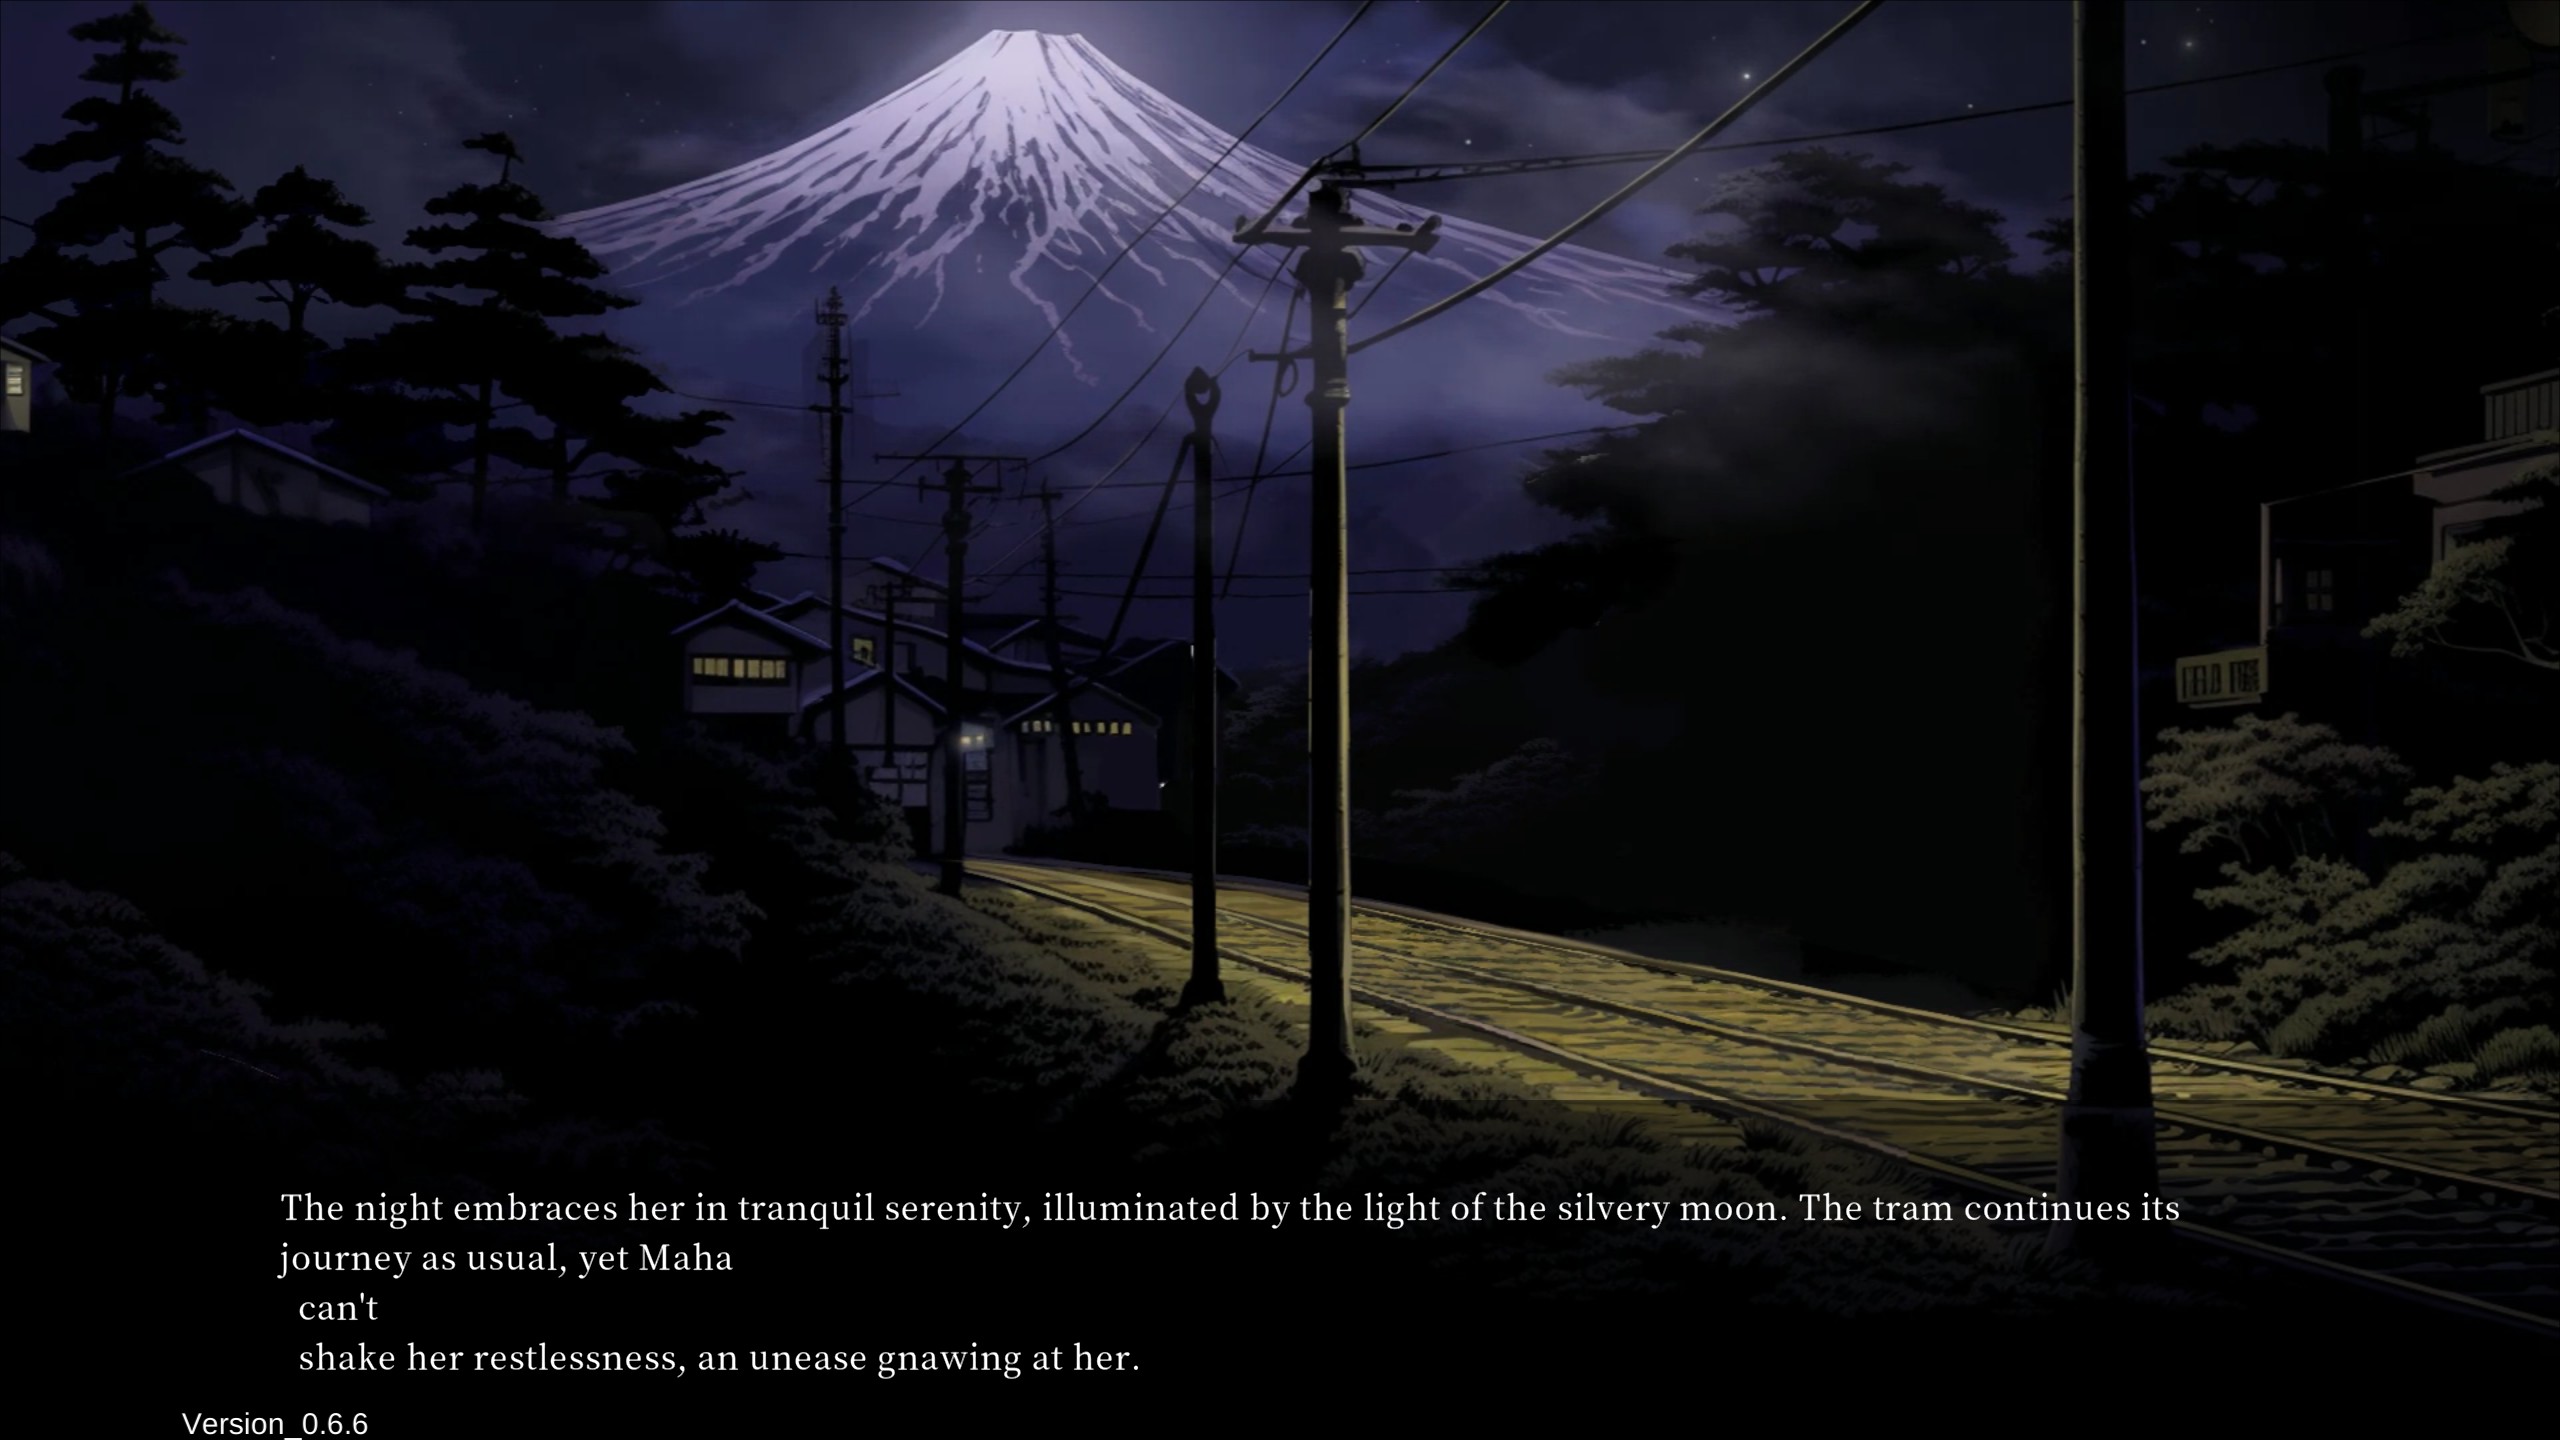 The night embraces her in tranquil serenity, illuminated by the light of the silvery moon. The tram continues its
journey as usual, yet Maha
can't
shake her restlessness, an unease gnawing at her.
Version_0.6.6